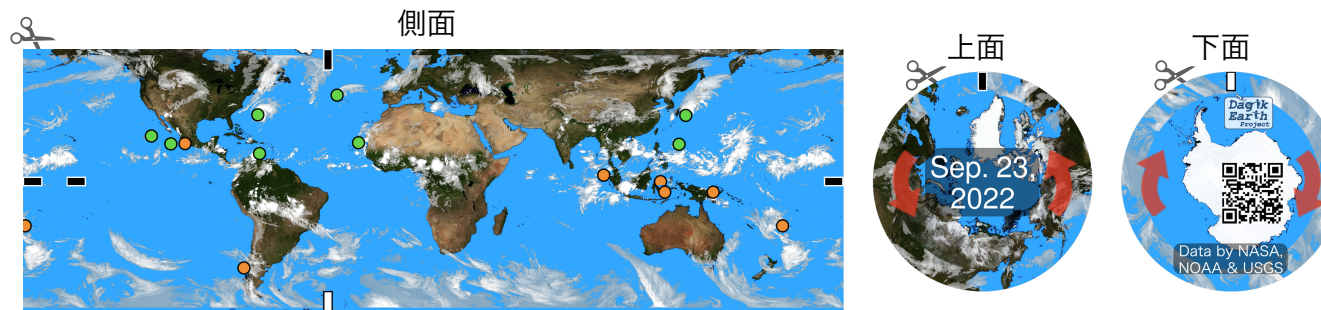 側面
上面
下面
Sep. 23,
2022
Dagik
Earth
Project
Data by NASA,
NOAA & USGS